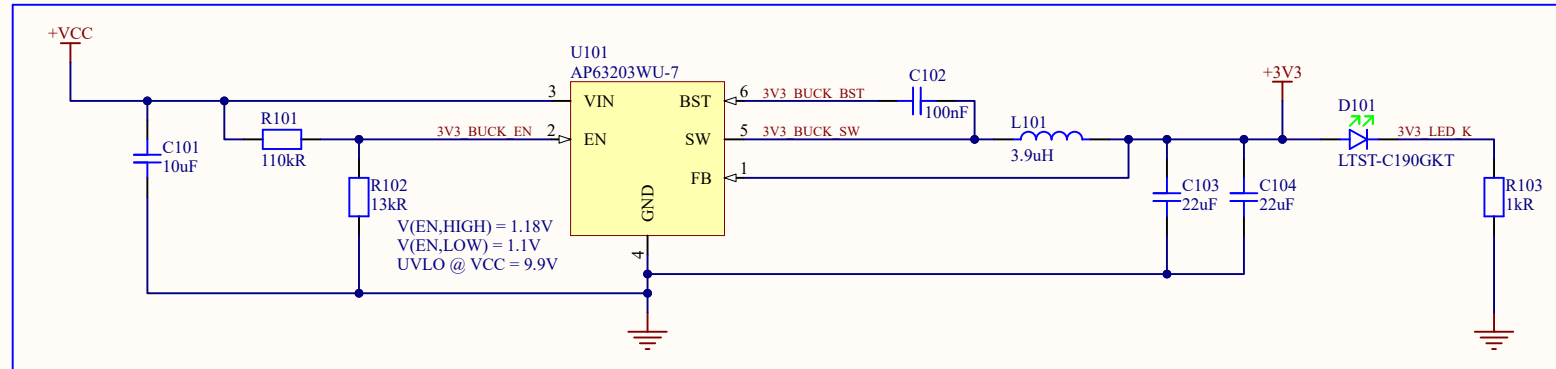 +VCC
U101
AP63203WU-7
3 VIN
BST 6 3V3_BUCK_BST
C102
100nF
+3V3
D101
LTST-C190GKT
3V3_LED_K
R101
110kR
3V3_BUCK_EN 2 EN
SW 5 3V3_BUCK_SW
L101
3.9uH
C101
10uF
R102
13kR
FB 1
GND
4
C103
22uF
C104
22uF
R103
1kR
V(EN,HIGH) = 1.18V
V(EN,LOW) = 1.1V
UVLO @ VCC = 9.9V